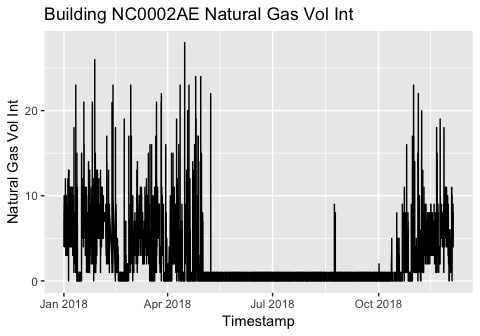 Building NC0002AE Natural Gas Vol Int
Natural Gas Vol Int
20
10
0
Jan 2018
Apr 2018
Jul 2018
Oct 2018
Timestamp